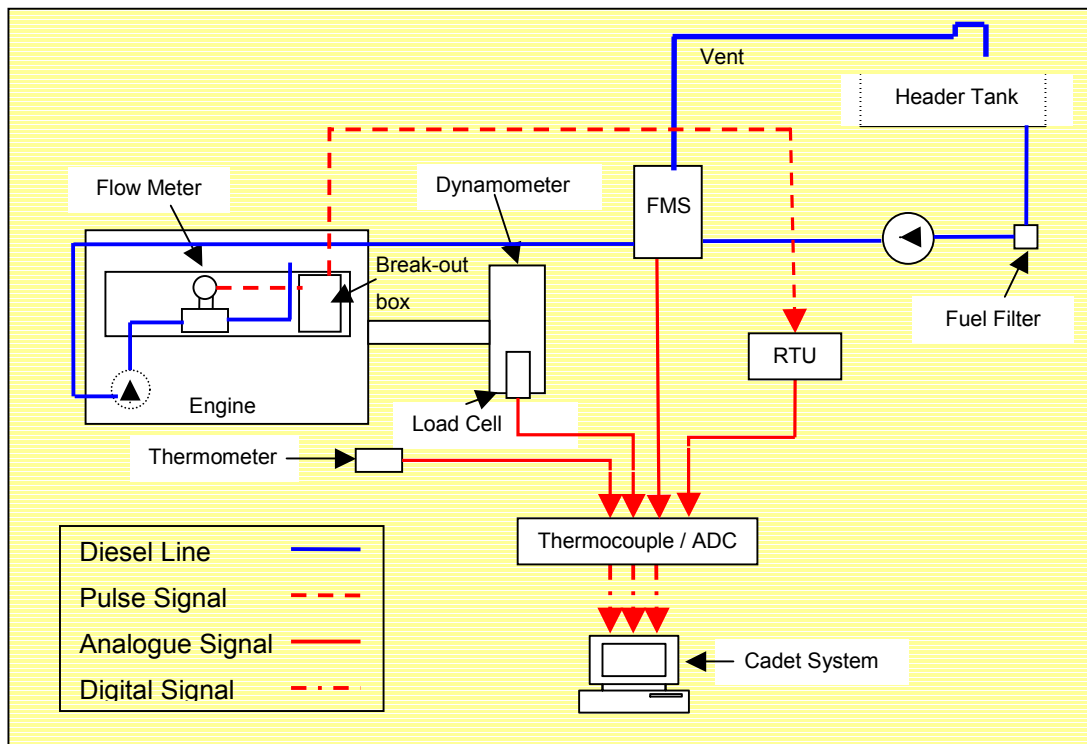 Vent
Header Tank
Flow Meter
Dynamometer
FMS
Break-out
box
Fuel Filter
RTU
Engine
Load Cell
Thermometer
Thermocouple / ADC
Diesel Line
Pulse Signal
Analogue Signal
Digital Signal
Cadet System